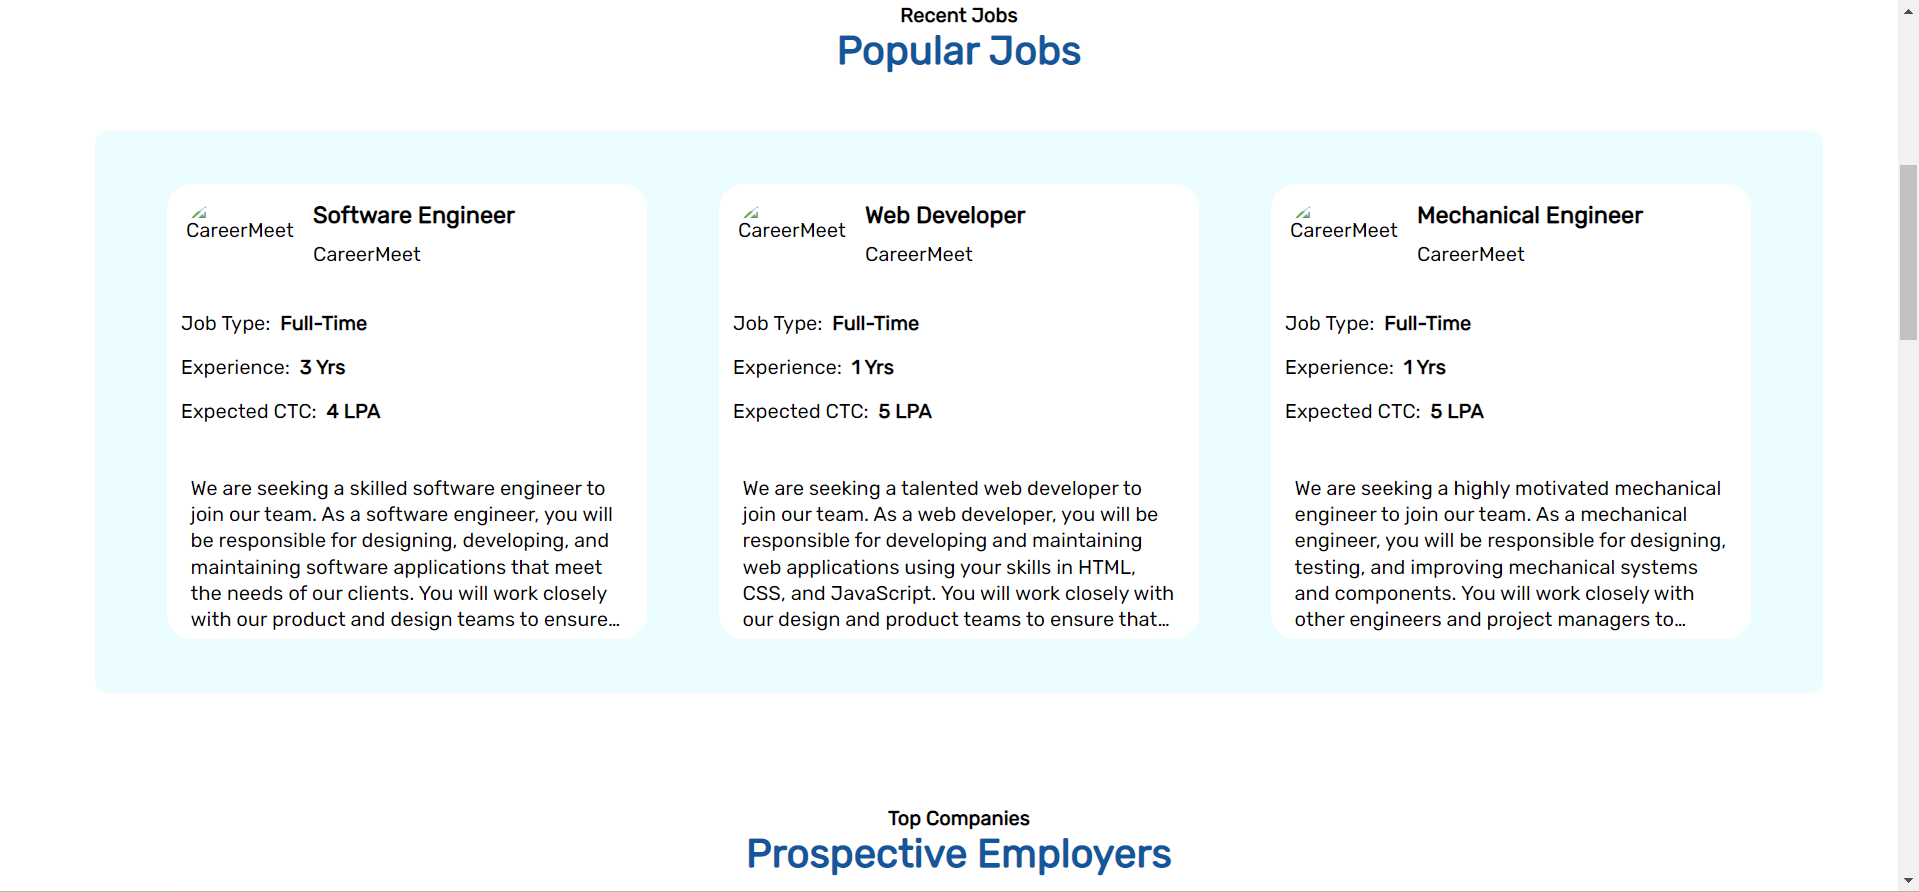 Recent Jobs
Popular Jobs
CareerMeet
Software Engineer
CareerMeet
Job Type: Full-Time
Experience: 3 Yrs
Expected CTC: 4 LPA
We are seeking a skilled software engineer to
join our team. As a software engineer, you will
be responsible for designing, developing, and
maintaining software applications that meet
the needs of our clients. You will work closely
with our product and design teams to ensure…
CareerMeet
Web Developer
CareerMeet
Job Type: Full-Time
Experience: 1 Yrs
Expected CTC: 5 LPA
We are seeking a talented web developer to
join our team. As a web developer, you will be
responsible for developing and maintaining
web applications using your skills in HTML,
CSS, and JavaScript. You will work closely with
our design and product teams to ensure that…
CareerMeet
Mechanical Engineer
CareerMeet
Job Type: Full-Time
Experience: 1 Yrs
Expected CTC: 5 LPA
We are seeking a highly motivated mechanical
engineer to join our team. As a mechanical
engineer, you will be responsible for designing,
testing, and improving mechanical systems
and components. You will work closely with
other engineers and project managers to…
Top Companies
Prospective Employers